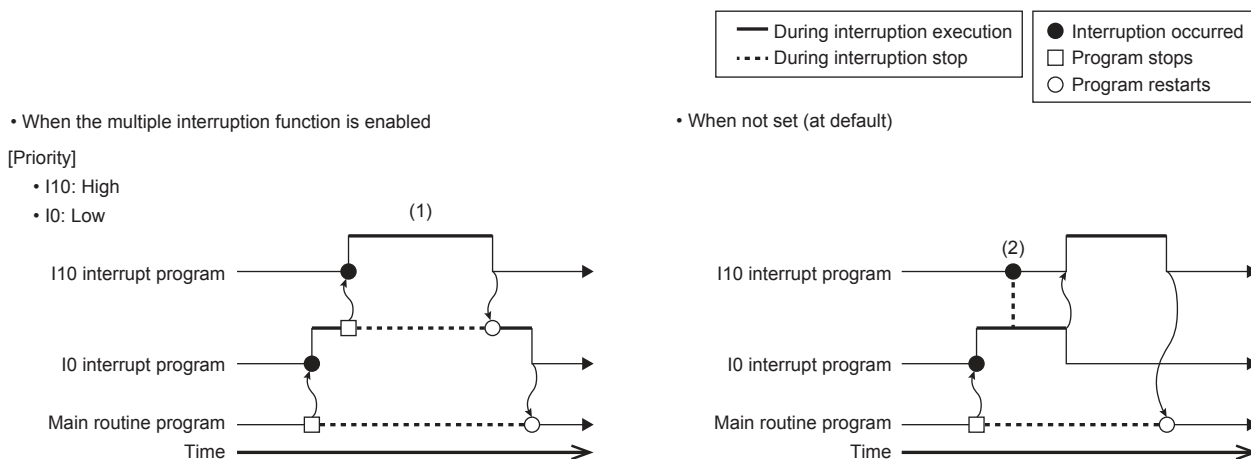 During interruption execution
During interruption stop
Interruption occurred
Program stops
Program restarts
• When the multiple interruption function is enabled
[Priority]
• I10: High
• I0: Low
(1)
I10 interrupt program
I0 interrupt program
Main routine program
Time
• When not set (at default)
(2)
I10 interrupt program
I0 interrupt program
Main routine program
Time